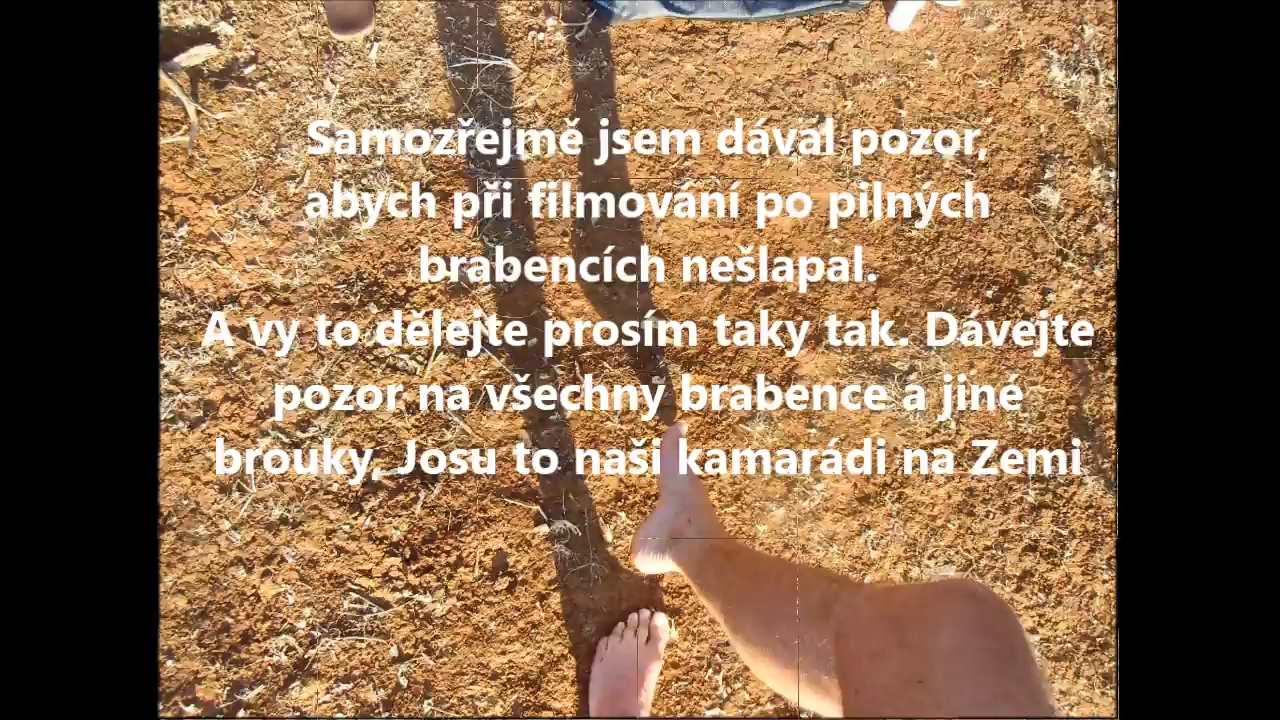 Samozřejmě jsem dával pozor,
abych při filmování po pilných
brabencích nešlapal.
A vy to dělejte prosím taky tak. Dávejte
pozor na všechny brabence a jiné
brouky, Josu to naši kamarádi na Zemi